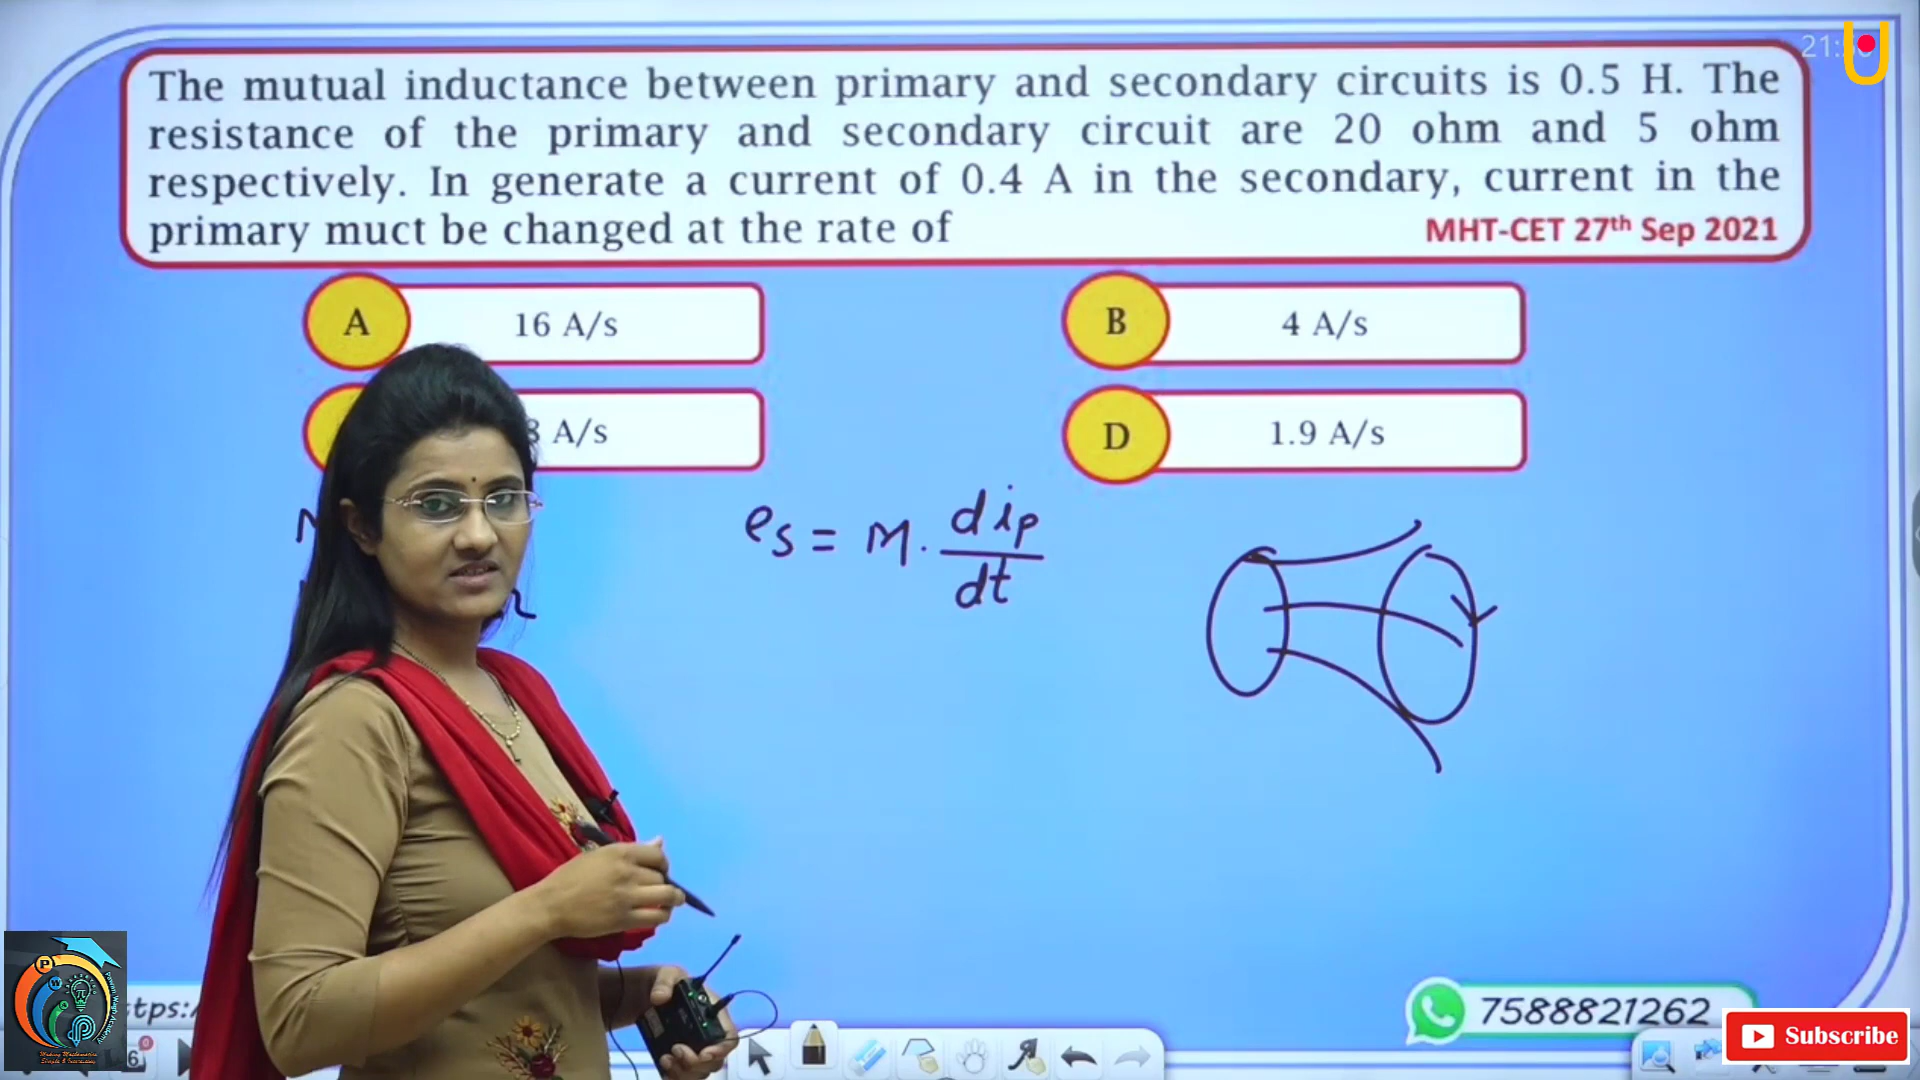 The mutual inductance between primary and secondary circuits is 0.5 H. The
resistance of the primary and secondary circuit are 20 ohm and 5 ohm
respectively. In generate a current of 0.4 A in the secondary, current in the
primary muct be changed at the rate of
MHT-CET 27th Sep 2021
A 16 A/s
B 4 A/s
8 A/s
D 1.9 A/s
es = M. dip
dt
7588821262
Subscribe